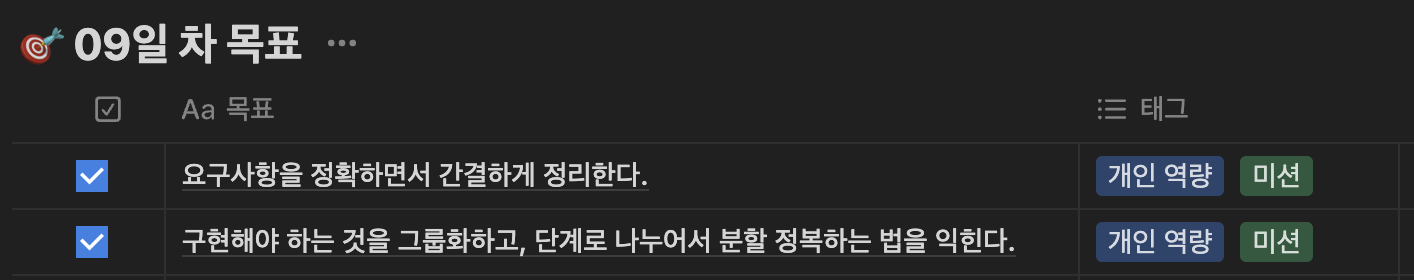 🎯 09일 차 목표 ...
Aa 목표 태그
요구사항을 정확하면서 간결하게 정리한다. 개인 역량 미션
구현해야 하는 것을 그룹화하고, 단계로 나누어서 분할 정복하는 법을 익힌다. 개인 역량 미션